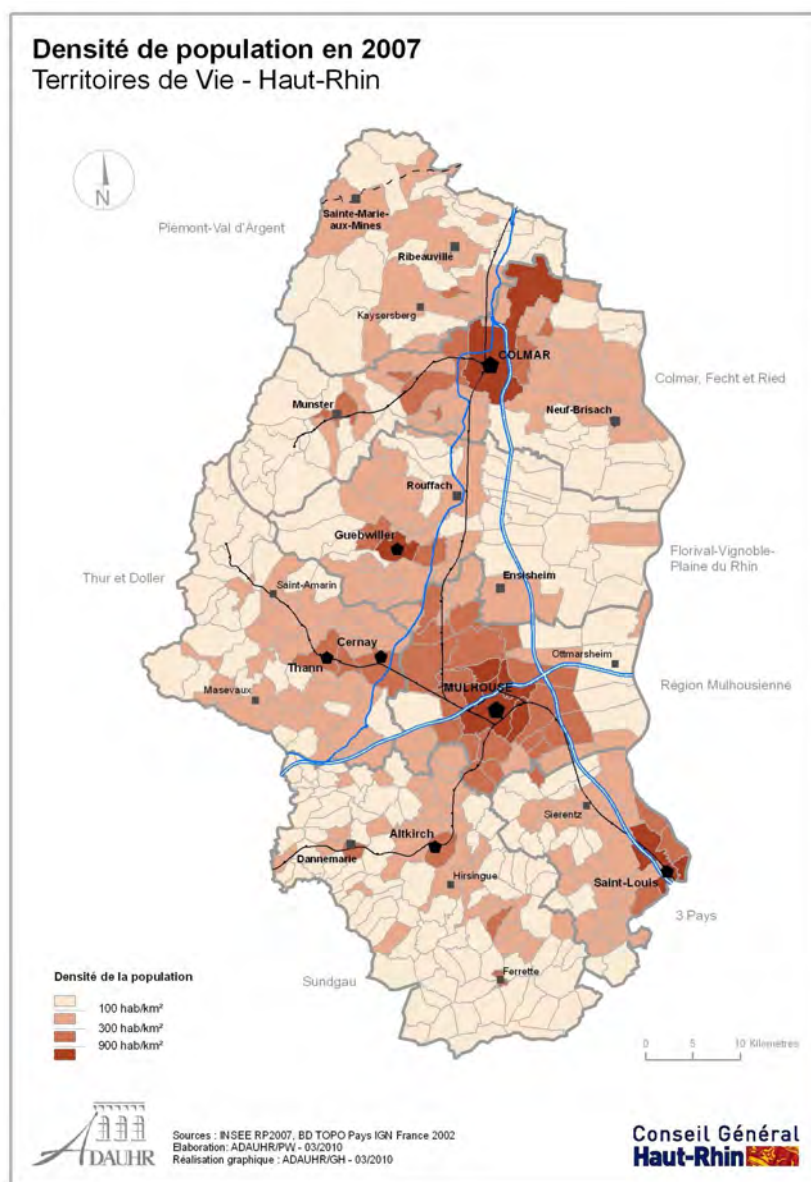 Densité de population en 2007
Territoires de Vie - Haut-Rhin
N
Piémont-Val d'Argent
Sainte-Marie-
aux-Mines
Ribeauvillé
Kaysersberg
COLMAR
Colmar, Fecht et Ried
Munster
Neuf-Brisach
Rouffach
Guebwiller
Florival-Vignoble-
Plaine du Rhin
Thur et Doller
Saint-Amarin
Ensisheim
Cernay
Thann
Ottmarsheim
MULHOUSE
Région Mulhousienne
Masevaux
Sierentz
Altkirch
Dannemarie
Saint-Louis
Hirsingue
3 Pays
Ferrette
Sundgau
Densité de la population
100 hab/km²
300 hab/km²
900 hab/km²
0 5 10 Kilomètres
ADAUHR
Sources : INSEE RP2007, BD TOPO Pays IGN France 2002
Elaboration: ADAUHR/PW - 03/2010
Réalisation graphique : ADAUHR/GH - 03/2010
Conseil Général
Haut-Rhin